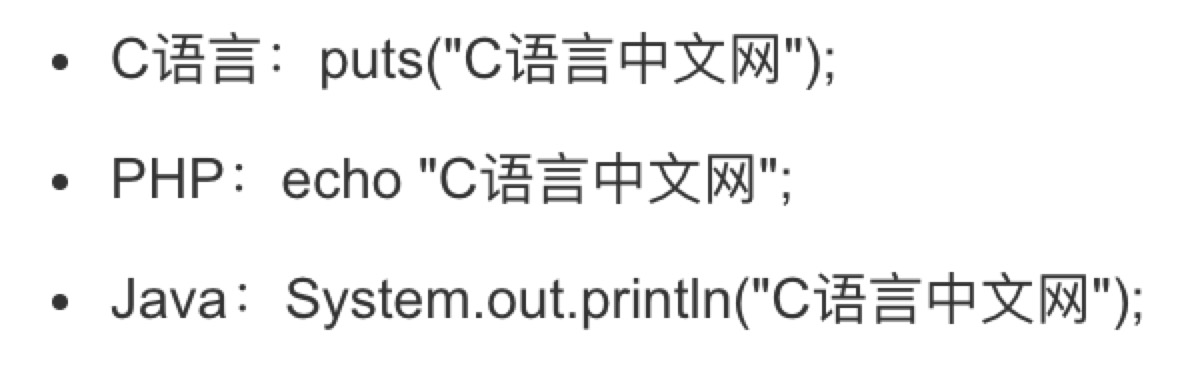 • C语言：puts("C语言中文网");
• PHP：echo "C语言中文网";
• Java：System.out.println("C语言中文网");